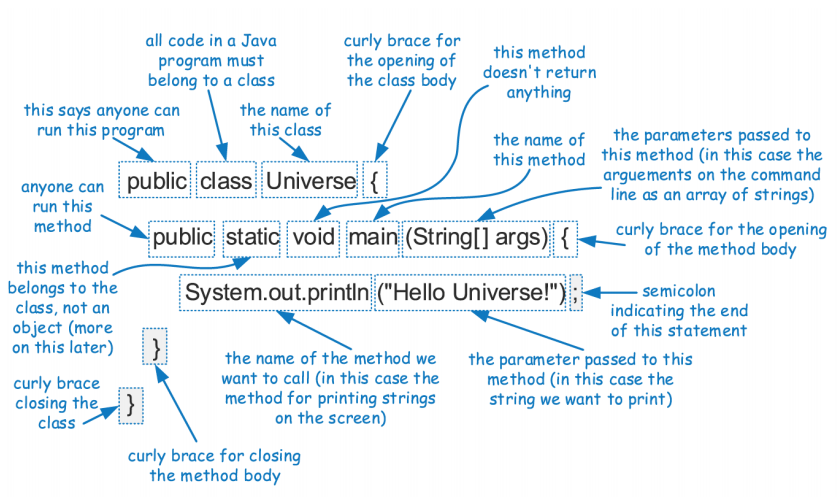 all code in a Java
program must
belong to a class
curly brace for
the opening of
the class body
this method
doesn't return
anything
this says anyone can
run this program
the name of
this class
the name of
this method
the parameters passed to
this method (in this case the
arguements on the command
line as an array of strings)
public class Universe {
anyone can
run this
method
public static void main (String[] args) {
curly brace for the opening
of the method body
this method
belongs to the
class, not an
object (more
on this later)
System.out.println ("Hello Universe!") ;
semicolon
indicating the end
of this statement
}
the name of the method we
want to call (in this case the
method for printing strings
on the screen)
the parameter passed to this
method (in this case the
string we want to print)
curly brace
closing the
class
}
curly brace for closing
the method body